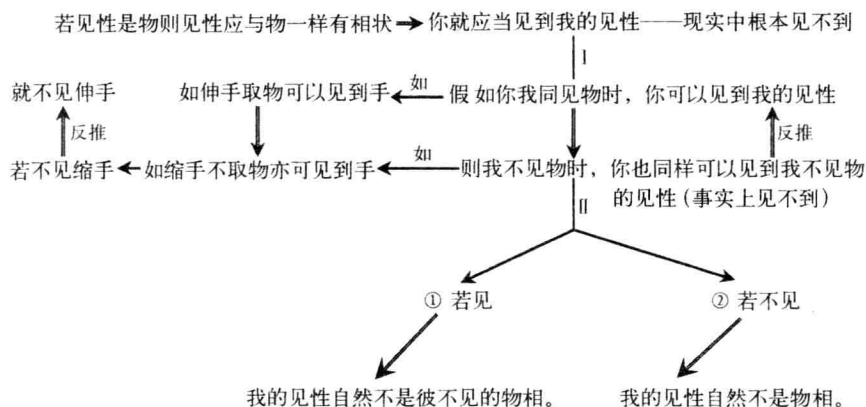 若见性是物则见性应与物一样有相状 你就应当见到我的见性——现实中根本见不到
Ⅰ
就不见伸手 如伸手取物可以见到手 如 假如你我同见物时，你可以见到我的见性
反推 反推
若不见缩手 如缩手不取物亦可见到手 如 则我不见物时，你也同样可以见到我不见物
的见性（事实上见不到）
Ⅱ
① 若见 ② 若不见
我的见性自然不是彼不见的物相。 我的见性自然不是物相。